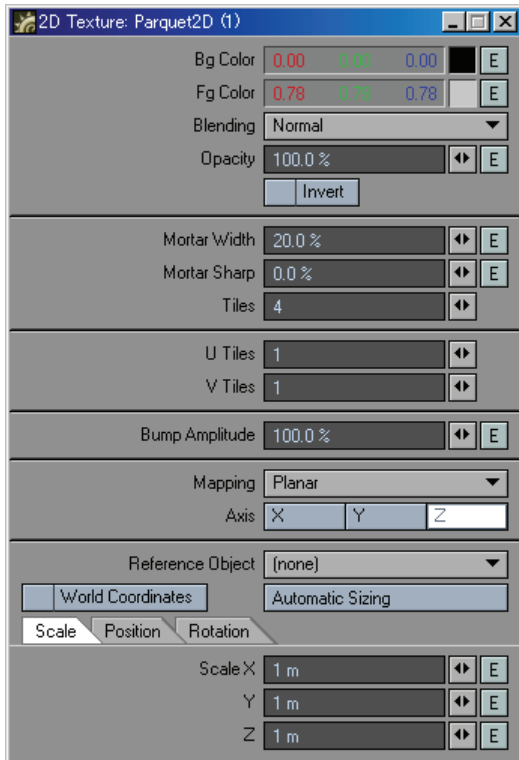 2D Texture: Parquet2D (1)
Bg Color 0.00 0.00 0.00 E
Fg Color 0.78 0.78 0.78 E
Blending Normal
Opacity 100.0 % E
Invert
Mortar Width 20.0 % E
Mortar Sharp 0.0 % E
Tiles 4
U Tiles 1
V Tiles 1
Bump Amplitude 100.0 % E
Mapping Planar
Axis X Y Z
Reference Object (none)
World Coordinates Automatic Sizing
Scale Position Rotation
Scale X 1 m E
Y 1 m E
Z 1 m E